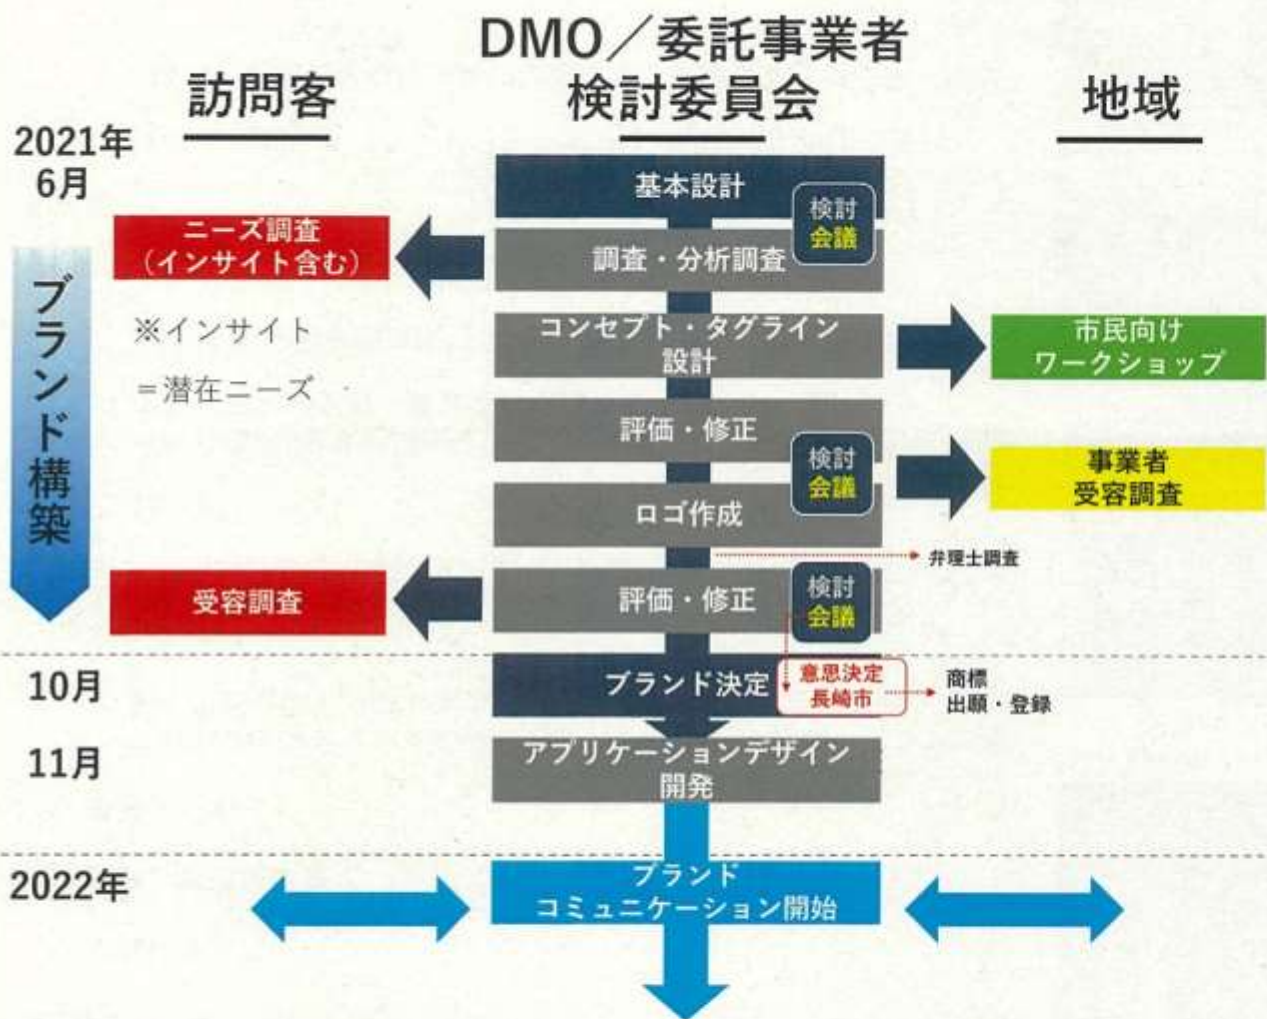 DMO／委託事業者
検討委員会
訪問客
地域
2021年
6月
基本設計
検討
会議
ニーズ調査
（インサイト含む）
調査・分析調査
ブランド構築
※インサイト
＝潜在ニーズ
コンセプト・タグライン
設計
市民向け
ワークショップ
評価・修正
検討
会議
事業者
受容調査
ロゴ作成
弁理士調査
受容調査
評価・修正
検討
会議
10月
ブランド決定
意思決定
長崎市
商標
出願・登録
11月
アプリケーションデザイン
開発
2022年
ブランド
コミュニケーション開始